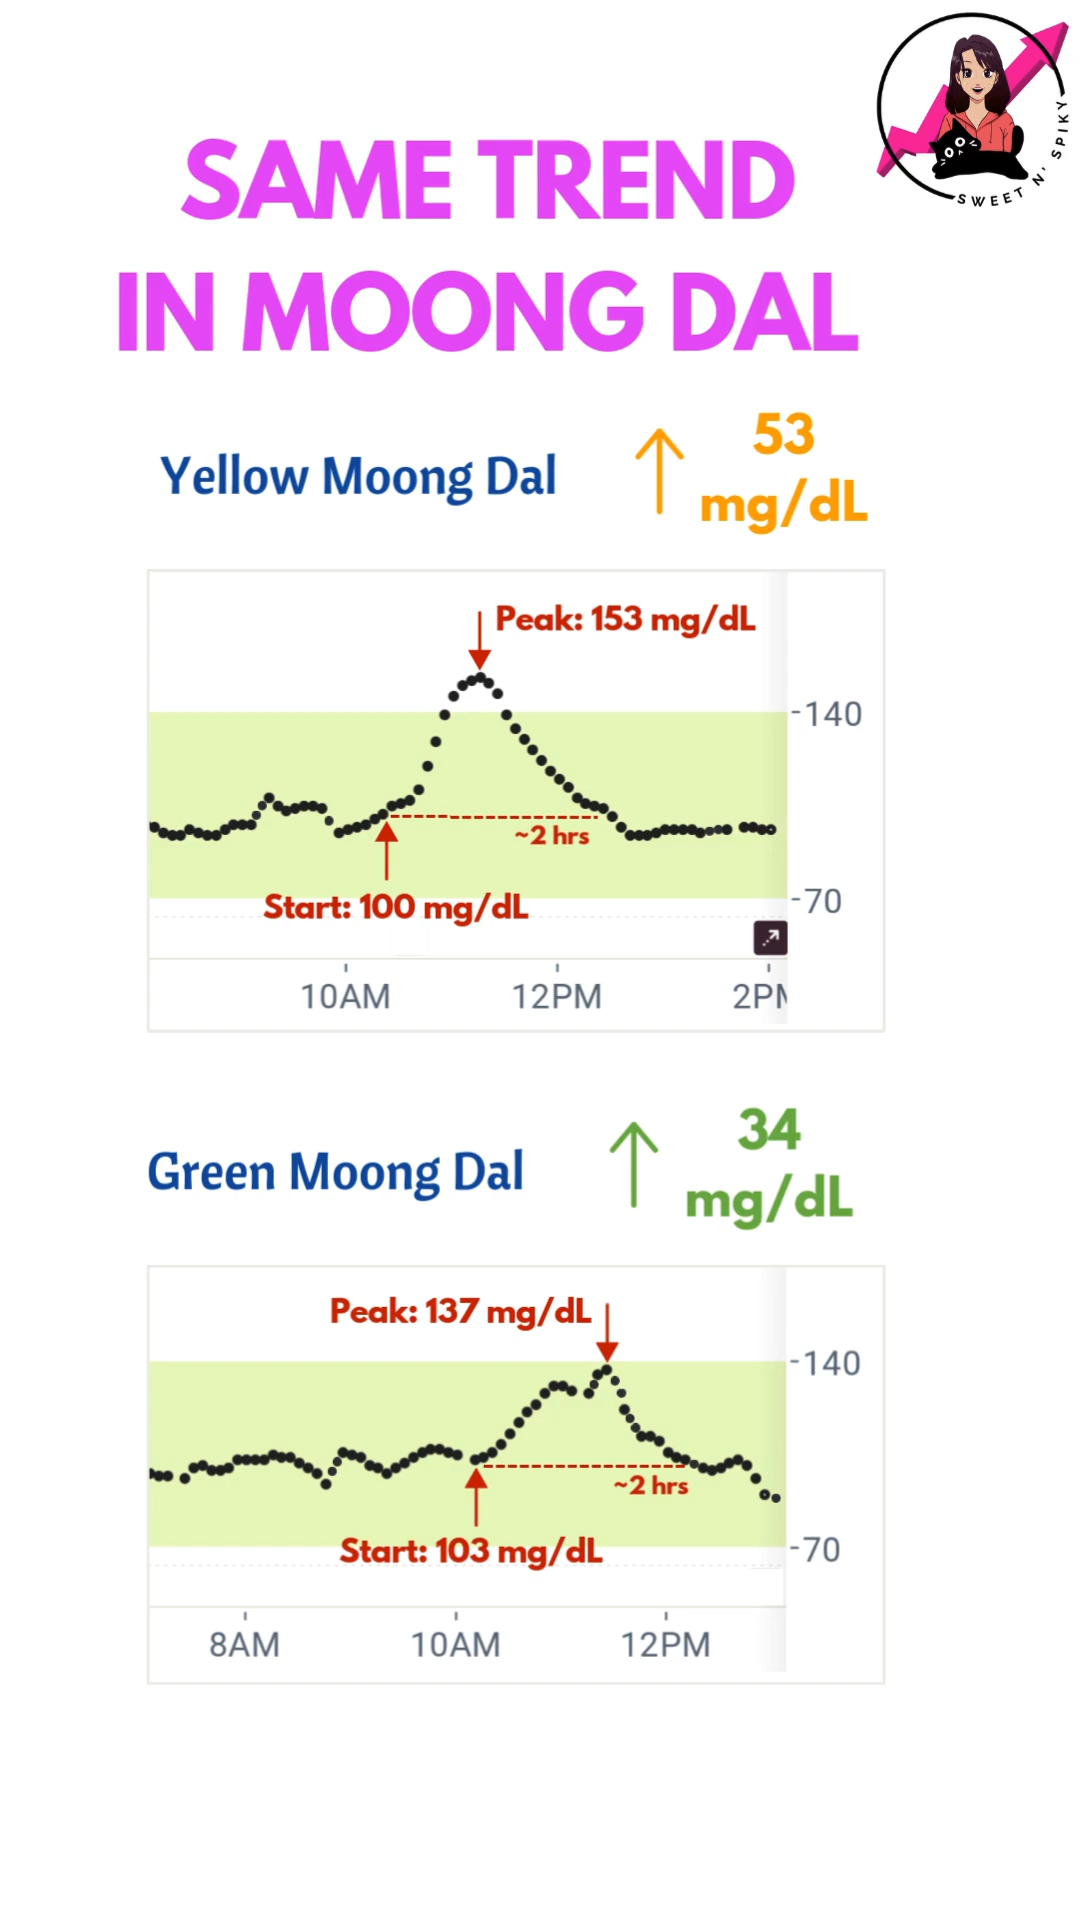 SWEET N' SPIKY
SAME TREND
IN MOONG DAL
Yellow Moong Dal
53
mg/dL
Peak: 153 mg/dL
-140
~2 hrs
Start: 100 mg/dL
-70
10AM 12PM 2PM
Green Moong Dal
34
mg/dL
Peak: 137 mg/dL
-140
~2 hrs
Start: 103 mg/dL
-70
8AM 10AM 12PM